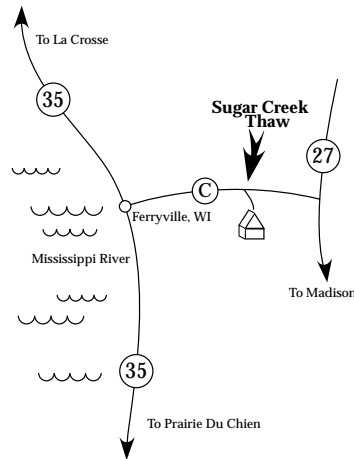 To La Crosse
35
Sugar Creek
Thaw
27
C
Ferryville, WI
Mississippi River
To Madison
35
To Prairie Du Chien